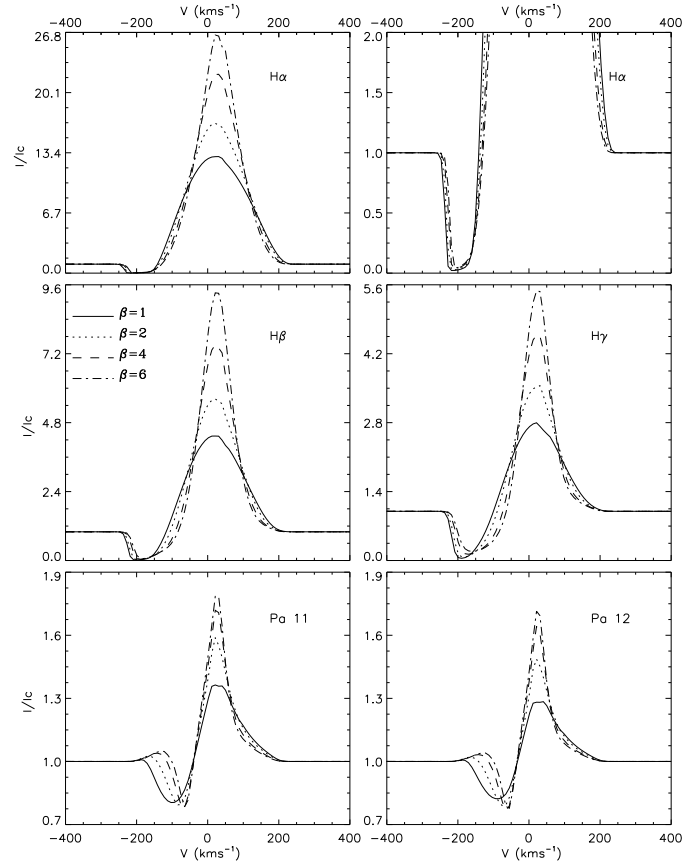 V (kms⁻¹) V (kms⁻¹)
−400 −200 0 200 400 −400 −200 0 200 400
26.8 2.0
Hα Hα
20.1 1.5
I/Ic
13.4 1.0
6.7 0.5
0.0 0.0
9.6 5.6
β=1 Hβ Hγ
β=2
7.2 4.2
β=4
β=6
I/Ic
4.8 2.8
2.4 1.4
0.0 0.0
1.9 1.9
Pa 11 Pa 12
1.6 1.6
I/Ic
1.3 1.3
1.0 1.0
0.7 0.7
−400 −200 0 200 400 −400 −200 0 200 400
V (kms⁻¹) V (kms⁻¹)